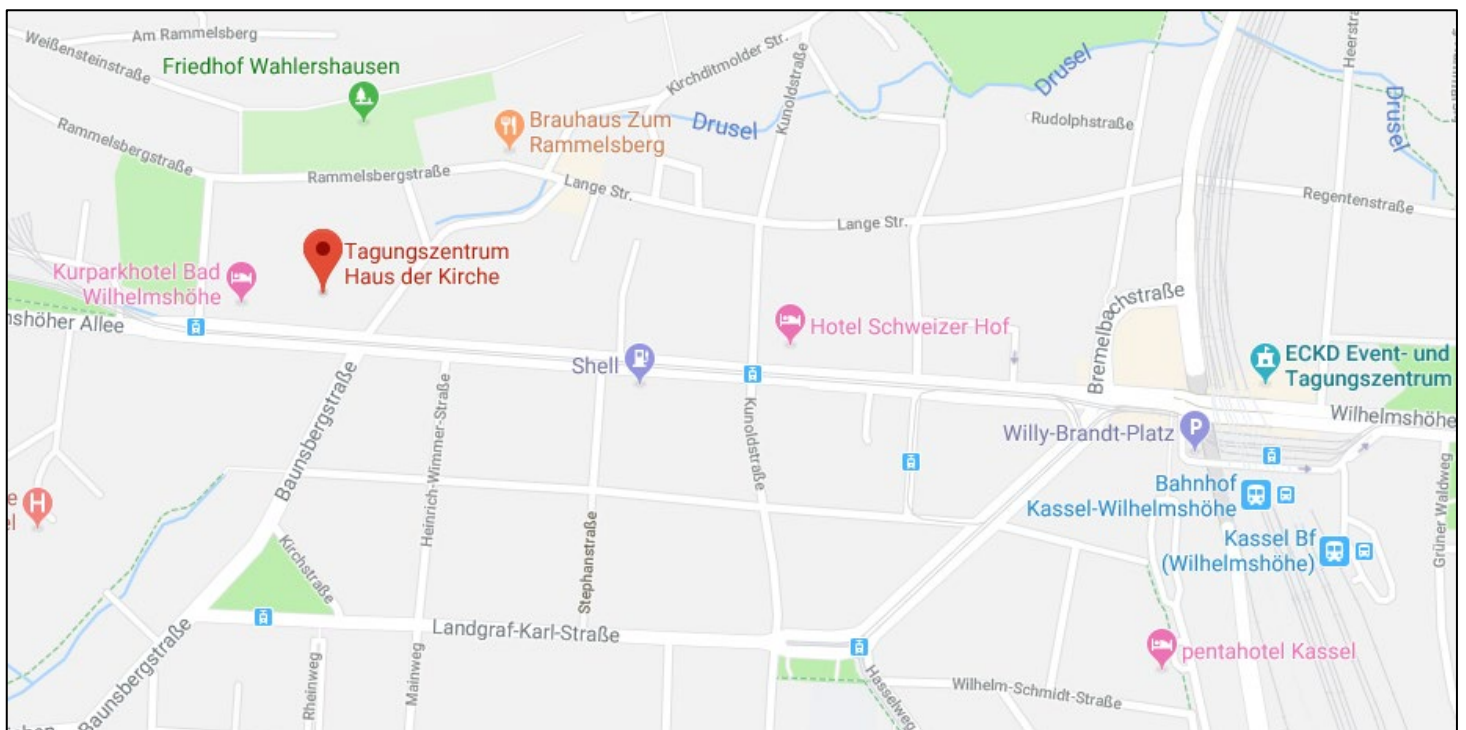 Am Rammelsberg
Weißensteinstraße
Friedhof Wahlershausen
Rammelsbergstraße
Rammelsbergstraße
Kirchditmolder Str.
Brauhaus Zum
Rammelsberg
Drusel
Kunoldstraße
Drusel
Rudolphstraße
Drusel
Lange Str.
Lange Str.
Regentenstraße
Tagungszentrum
Haus der Kirche
Kurparkhotel Bad
Wilhelmshöhe
nshöher Allee
Shell
Hotel Schweizer Hof
Bremelbachstraße
ECKD Event- und
Tagungszentrum
Wilhelmshöhe
Willy-Brandt-Platz
P
Baunsbergstraße
Heinrich-Wimmer-Straße
Kunoldstraße
Bahnhof
Kassel-Wilhelmshöhe
Kassel Bf
(Wilhelmshöhe)
Grüner Waldweg
H
Kirchstraße
Stephanstraße
Landgraf-Karl-Straße
Baunsbergstraße
Rheinweg
Mainweg
Hasselweg
pentahotel Kassel
Wilhelm-Schmidt-Straße